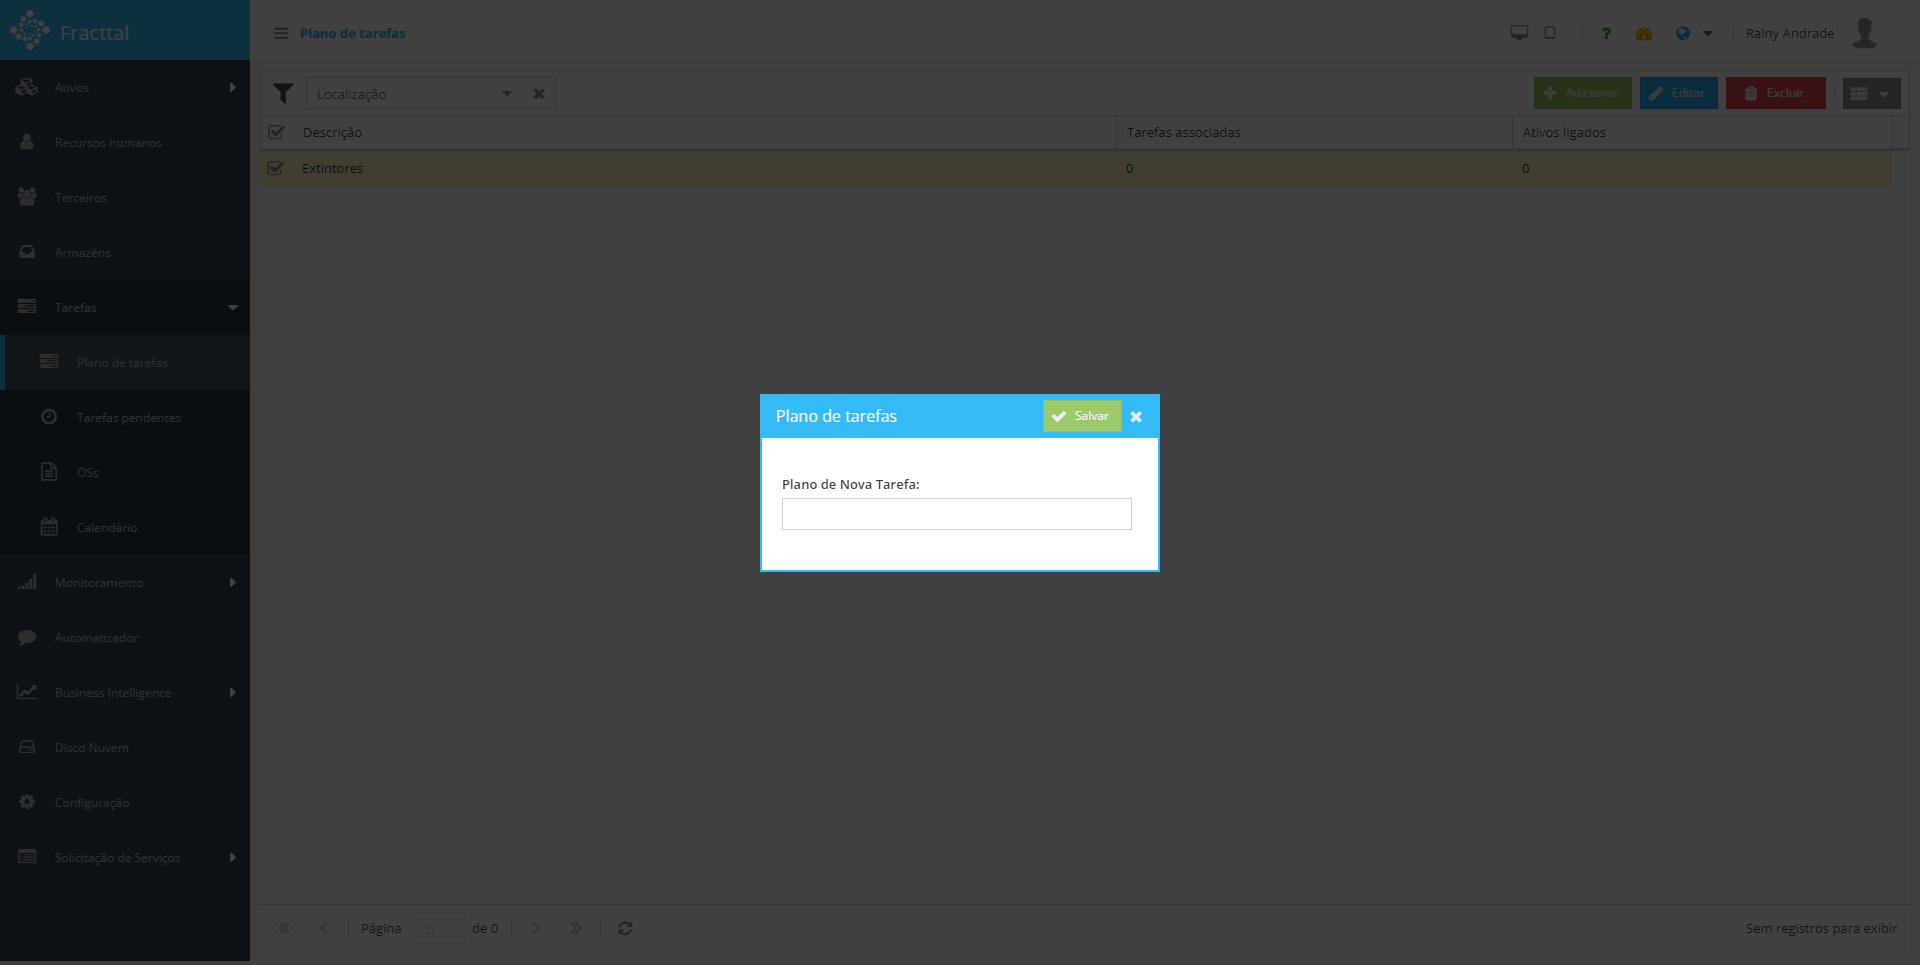 Fracttal
Plano de tarefas
?
Raıny Andrade
Ativos
Recursos humanos
Terceiros
Armazéns
Tarefas
Plano de tarefas
Tarefas pendentes
OSs
Calendário
Monitoramento
Automatizador
Business Intelligence
Disco Nuvem
Configuração
Solicitação de Serviços
Localização
Adicionar
Editar
Excluir
Descrição
Tarefas associadas
Ativos ligados
Extintores
0
0
Plano de tarefas
Salvar
Plano de Nova Tarefa:
Página
0
de 0
Sem registros para exibir